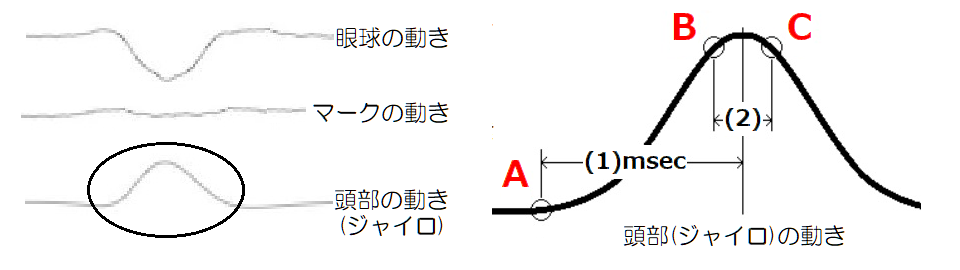 眼球の動き
マークの動き
頭部の動き
(ジャイロ)
B
C
(2)
(1)msec
A
頭部(ジャイロ)の動き